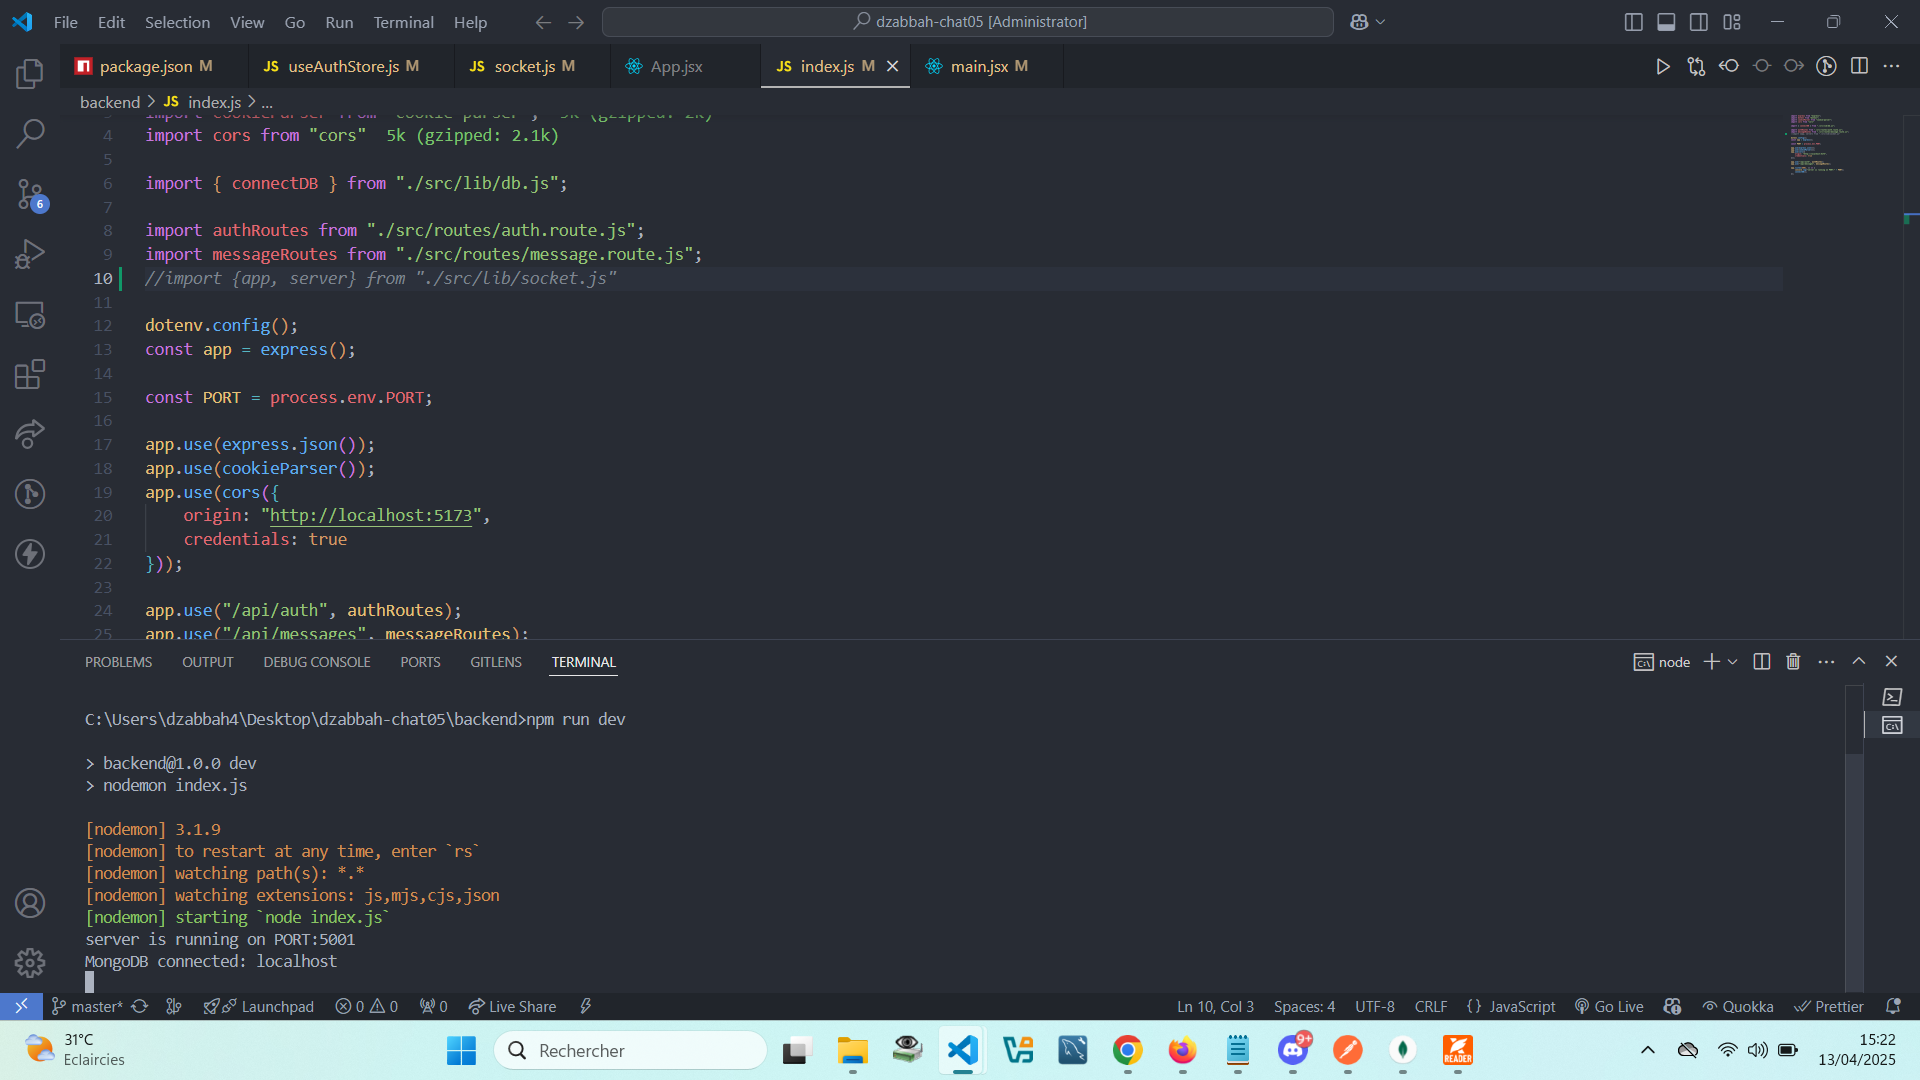 File Edit Selection View Go Run Terminal Help
dzabbah-chat05 [Administrator]
package.json M
JS useAuthStore.js M
JS socket.js M
App.jsx
JS index.js M
main.jsx M
backend > JS index.js > ...
4 import cors from "cors" 5k (gzipped: 2.1k)
5
6 import { connectDB } from "./src/lib/db.js";
7
8 import authRoutes from "./src/routes/auth.route.js";
9 import messageRoutes from "./src/routes/message.route.js";
10 //import {app, server} from "./src/lib/socket.js"
11
12 dotenv.config();
13 const app = express();
14
15 const PORT = process.env.PORT;
16
17 app.use(express.json());
18 app.use(cookieParser());
19 app.use(cors({
20 origin: "http://localhost:5173",
21 credentials: true
22 }));
23
24 app.use("/api/auth", authRoutes);
25 app.use("/api/messages", messageRoutes);
6
PROBLEMS OUTPUT DEBUG CONSOLE PORTS GITLENS TERMINAL
node
C:\Users\dzabbah4\Desktop\dzabbah-chat05\backend>npm run dev
> backend@1.0.0 dev
> nodemon index.js
[nodemon] 3.1.9
[nodemon] to restart at any time, enter `rs`
[nodemon] watching path(s): *.*
[nodemon] watching extensions: js,mjs,cjs,json
[nodemon] starting `node index.js`
server is running on PORT:5001
MongoDB connected: localhost
master* Launchpad 0 0 0 Live Share
Ln 10, Col 3 Spaces: 4 UTF-8 CRLF {} JavaScript Go Live Quokka Prettier
31°C
Eclaircies
Rechercher
9+
READER
15:22
13/04/2025